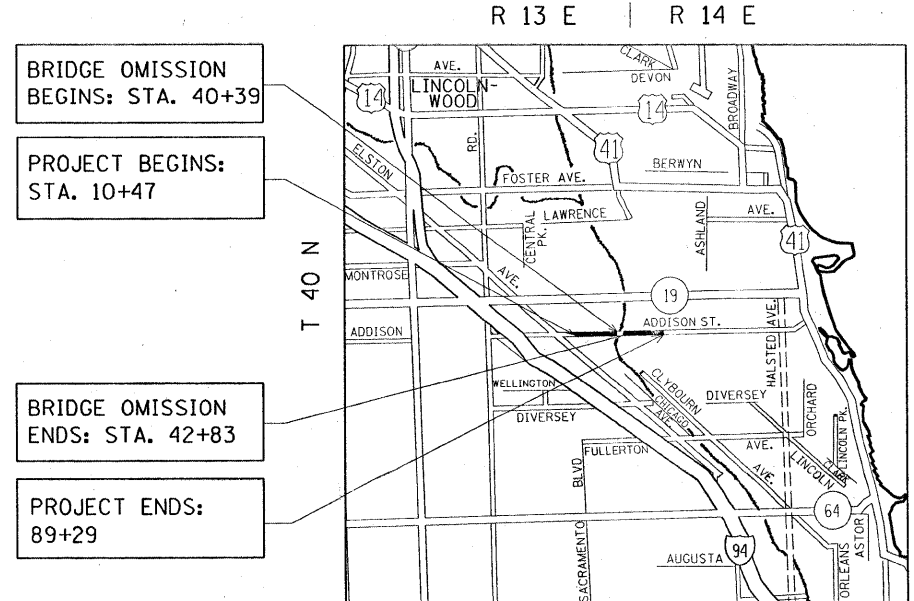 R 13 E | R 14 E
BRIDGE OMISSION
BEGINS: STA. 40+39
PROJECT BEGINS:
STA. 10+47
BRIDGE OMISSION
ENDS: STA. 42+83
PROJECT ENDS:
89+29
T 40 N
AVE.
CLARK
DEVON
LINCOLN-
WOOD
14
14
BROADWAY
RD.
41
ELSTON
BERWYN
FOSTER AVE.
LAWRENCE
CENTRAL
PK.
ASHLAND
AVE.
41
AVE.
MONTROSE
19
ADDISON
ADDISON ST.
HALSTED AVE.
WELLINGTON
CLYBOURN
CHICAGO
AVE
DIVERSEY
DIVERSEY
ORCHARD
LINCOLN PK.
CLARK
LINCOLN
AVE.
FULLERTON
AVE.
BLVD
SACRAMENTO
64
94
AUGUSTA
ORLEANS
ASTOR